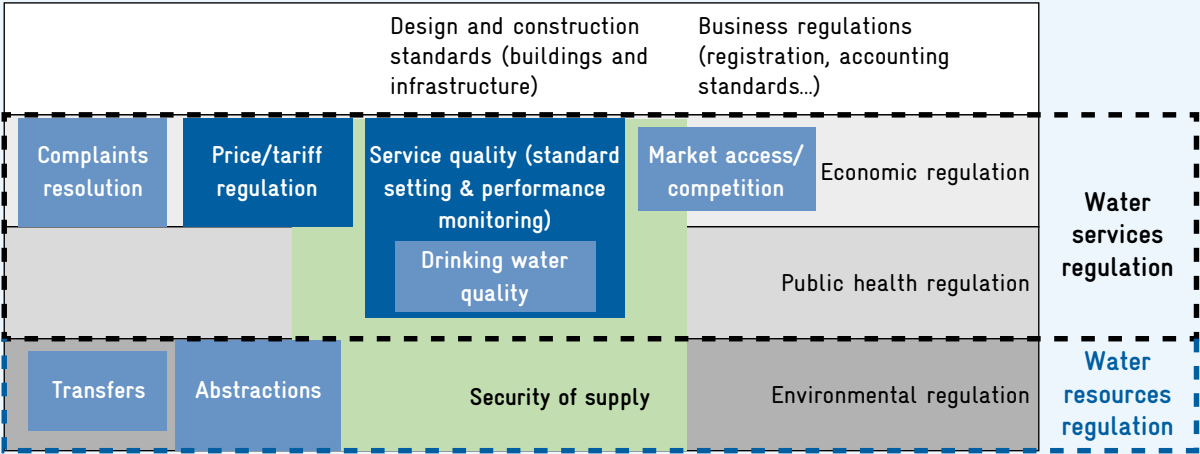 Design and construction
standards (buildings and
infrastructure)
Business regulations
(registration, accounting
standards...)
Complaints
resolution
Price/tariff
regulation
Service quality (standard
setting & performance
monitoring)
Drinking water
quality
Market access/
competition
Economic regulation
Public health regulation
Water
services
regulation
Transfers
Abstractions
Security of supply
Environmental regulation
Water
resources
regulation